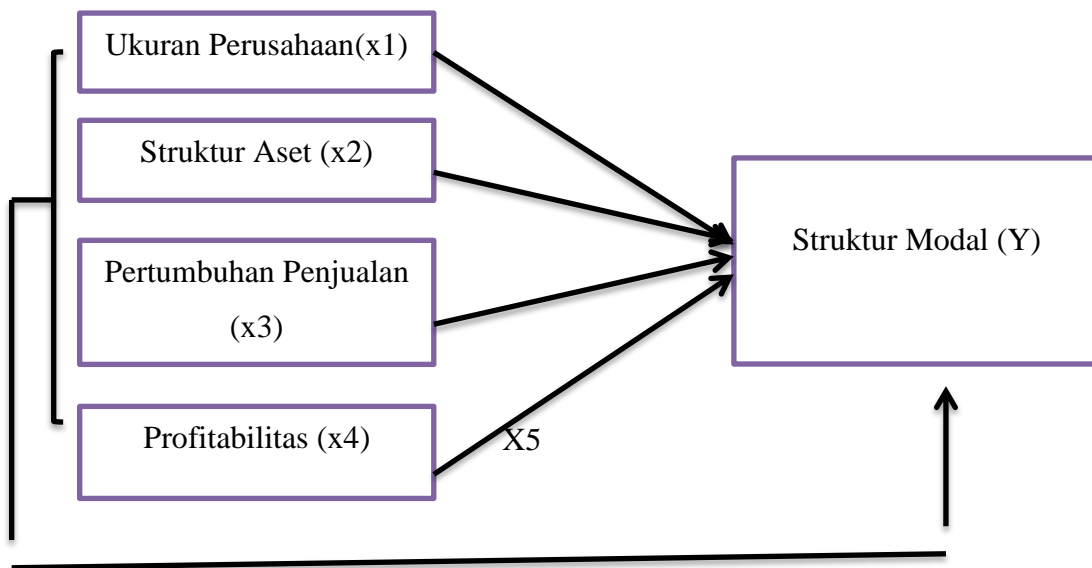 Ukuran Perusahaan(x1)
Struktur Aset (x2)
Struktur Modal (Y)
Pertumbuhan Penjualan
(x3)
Profitabilitas (x4)
X5